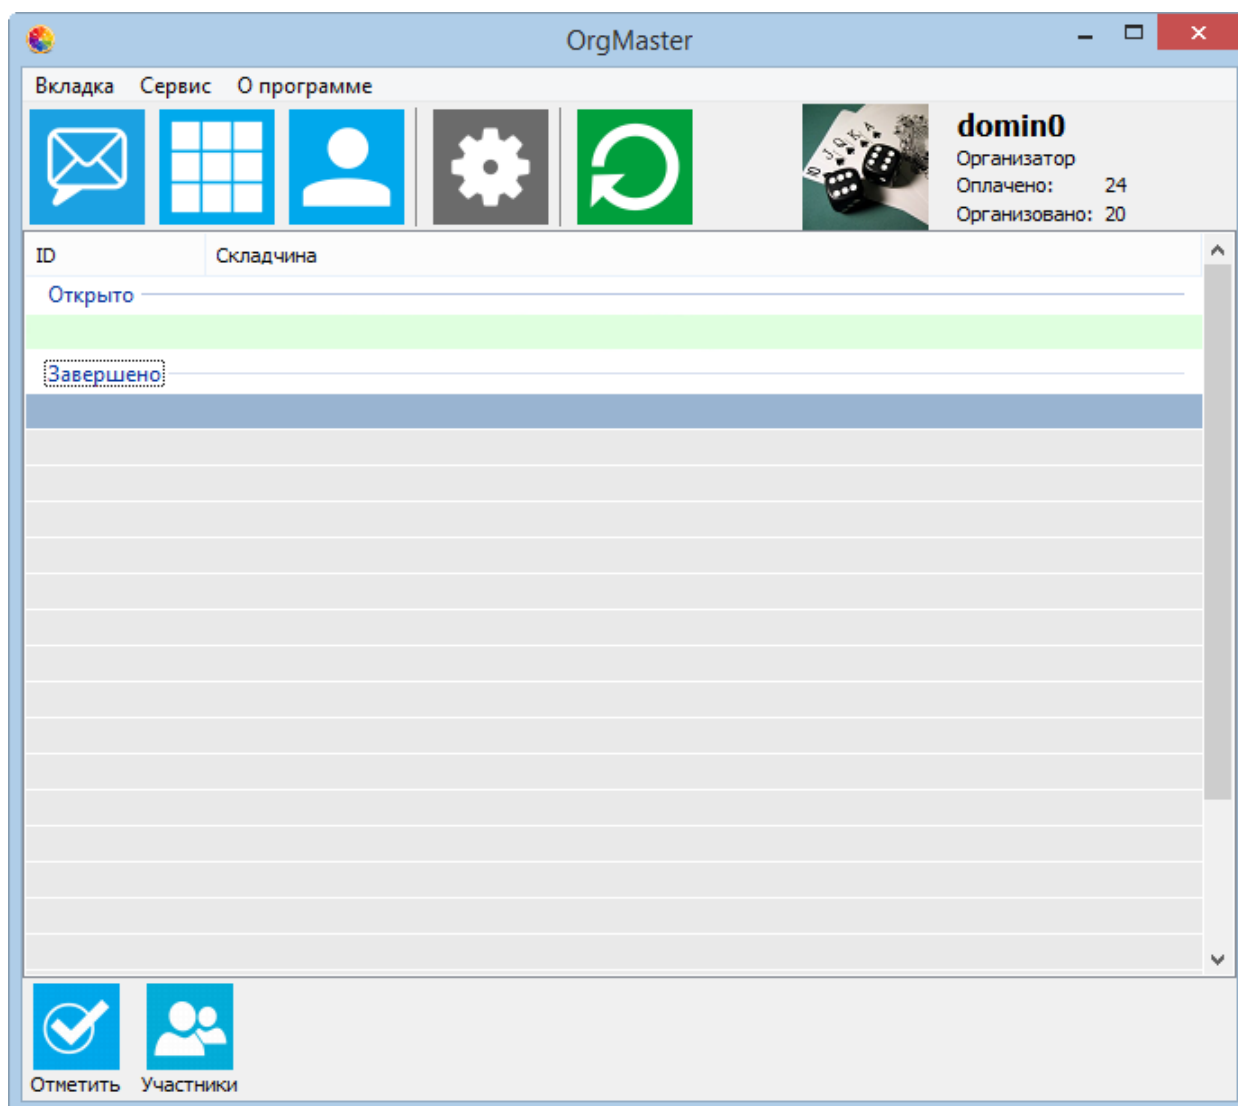 OrgMaster
Вкладка Сервис О программе
domin0
Организатор
Оплачено: 24
Организовано: 20
ID Складчина
Открыто
Завершено
Отметить Участники